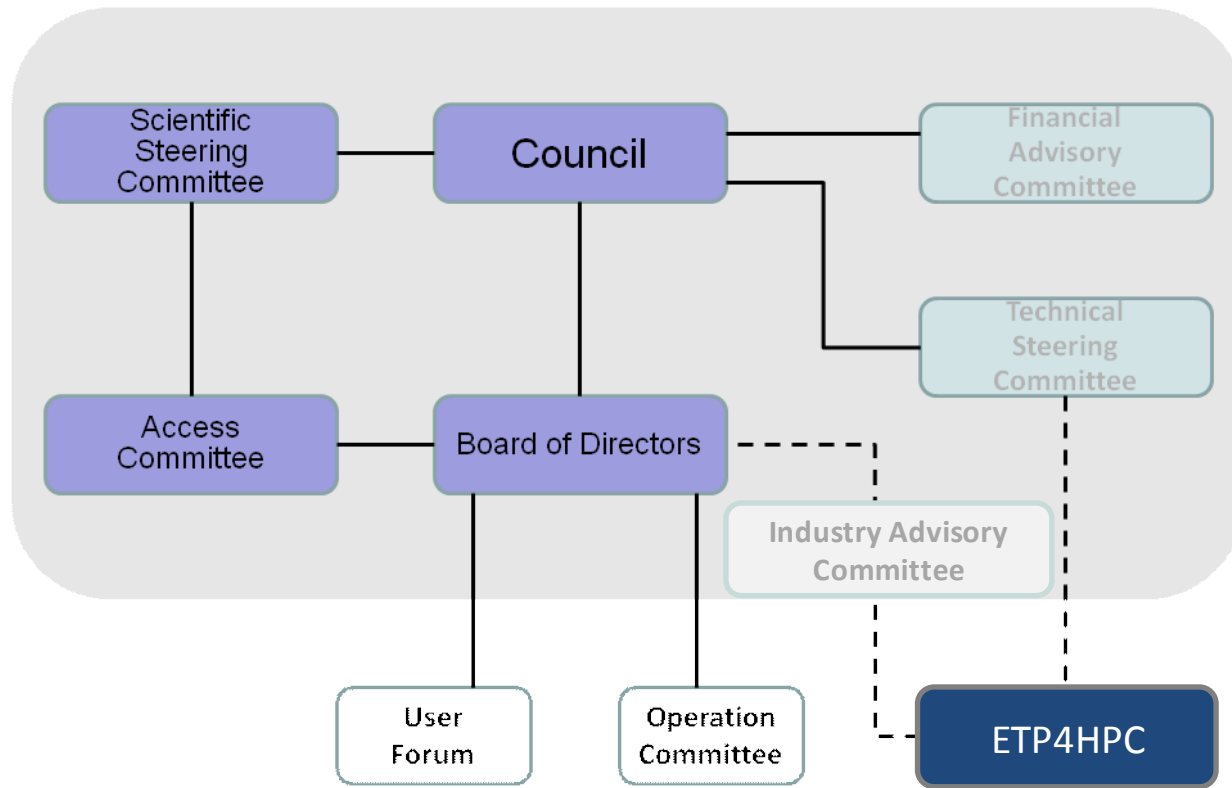 Scientific
Steering
Committee
Council
Financial
Advisory
Committee
Technical
Steering
Committee
Access
Committee
Board of Directors
Industry Advisory
Committee
User
Forum
Operation
Committee
ETP4HPC